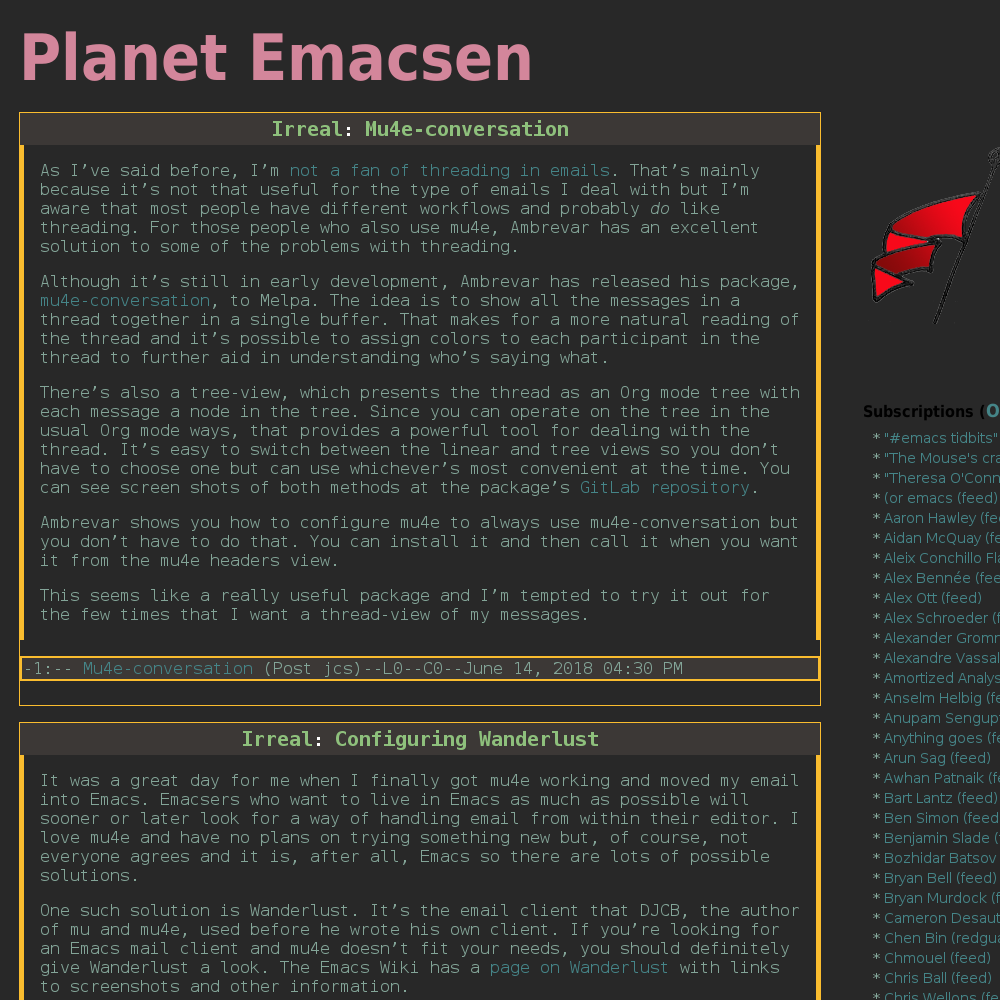 Planet Emacsen
Irreal: Mu4e-conversation
As I’ve said before, I’m not a fan of threading in emails. That’s mainly
because it’s not that useful for the type of emails I deal with but I’m
aware that most people have different workflows and probably do like
threading. For those people who also use mu4e, Ambrevar has an excellent
solution to some of the problems with threading.
Although it’s still in early development, Ambrevar has released his package,
mu4e-conversation, to Melpa. The idea is to show all the messages in a
thread together in a single buffer. That makes for a more natural reading of
the thread and it’s possible to assign colors to each participant in the
thread to further aid in understanding who’s saying what.
There’s also a tree-view, which presents the thread as an Org mode tree with
each message a node in the tree. Since you can operate on the tree in the
usual Org mode ways, that provides a powerful tool for dealing with the
thread. It’s easy to switch between the linear and tree views so you don’t
have to choose one but can use whichever’s most convenient at the time. You
can see screen shots of both methods at the package’s GitLab repository.
Ambrevar shows you how to configure mu4e to always use mu4e-conversation but
you don’t have to do that. You can install it and then call it when you want
it from the mu4e headers view.
This seems like a really useful package and I’m tempted to try it out for
the few times that I want a thread-view of my messages.
-1:-- Mu4e-conversation (Post jcs)--L0--C0--June 14, 2018 04:30 PM
Irreal: Configuring Wanderlust
It was a great day for me when I finally got mu4e working and moved my email
into Emacs. Emacsers who want to live in Emacs as much as possible will
sooner or later look for a way of handling email from within their editor. I
love mu4e and have no plans on trying something new but, of course, not
everyone agrees and it is, after all, Emacs so there are lots of possible
solutions.
One such solution is Wanderlust. It’s the email client that DJCB, the author
of mu and mu4e, used before he wrote his own client. If you’re looking for
an Emacs mail client and mu4e doesn’t fit your needs, you should definitely
give Wanderlust a look. The Emacs Wiki has a page on Wanderlust with links
to screenshots and other information.
Subscriptions (O
* "#emacs tidbits"
* "The Mouse's cra
* "Theresa O'Conn
* (or emacs (feed)
* Aaron Hawley (fe
* Aidan McQuay (fe
* Aleix Conchillo Fla
* Alex Bennée (fee
* Alex Ott (feed)
* Alex Schroeder (f
* Alexander Gromn
* Alexandre Vassal
* Amortized Analys
* Anselm Helbig (fe
* Anupam Sengup
* Anything goes (fe
* Arun Sag (feed)
* Awhan Patnaik (fe
* Bart Lantz (feed)
* Ben Simon (feed
* Benjamin Slade (
* Bozhidar Batsov
* Bryan Bell (feed)
* Bryan Murdock (f
* Cameron Desaut
* Chen Bin (redgua
* Chmouel (feed)
* Chris Ball (feed)
* Chris Wellons (fe